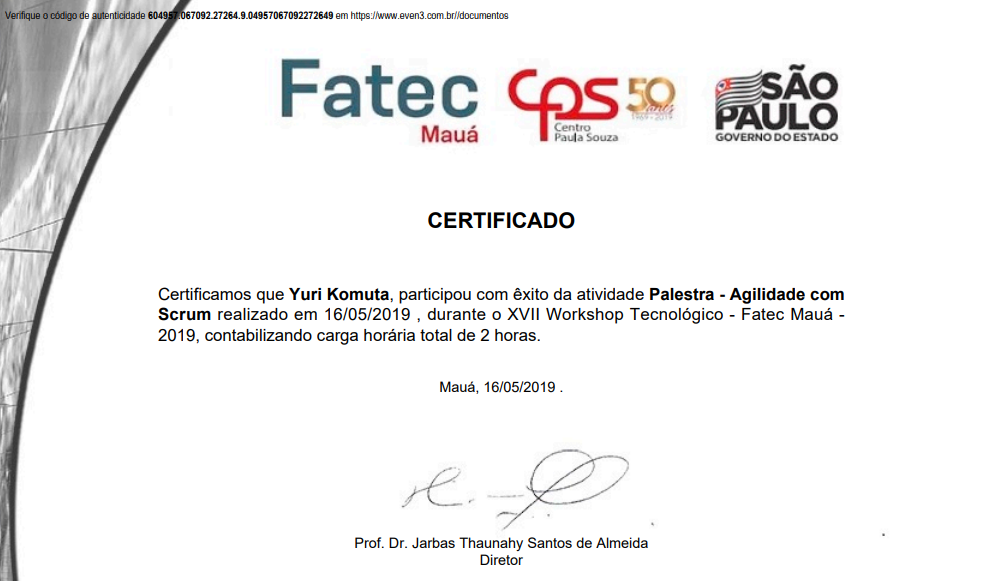 Verifique o código de autenticidade 604957.067092.27264.9.04957067092272649 em https://www.even3.com.br//documentos
Fatec
Mauá
CPS
Centro
Paula Souza
50
anos
1969 - 2019
SÃO
PAULO
GOVERNO DO ESTADO
CERTIFICADO
Certificamos que Yuri Komuta, participou com êxito da atividade Palestra - Agilidade com
Scrum realizado em 16/05/2019 , durante o XVII Workshop Tecnológico - Fatec Mauá -
2019, contabilizando carga horária total de 2 horas.
Mauá, 16/05/2019 .
Prof. Dr. Jarbas Thaunahy Santos de Almeida
Diretor